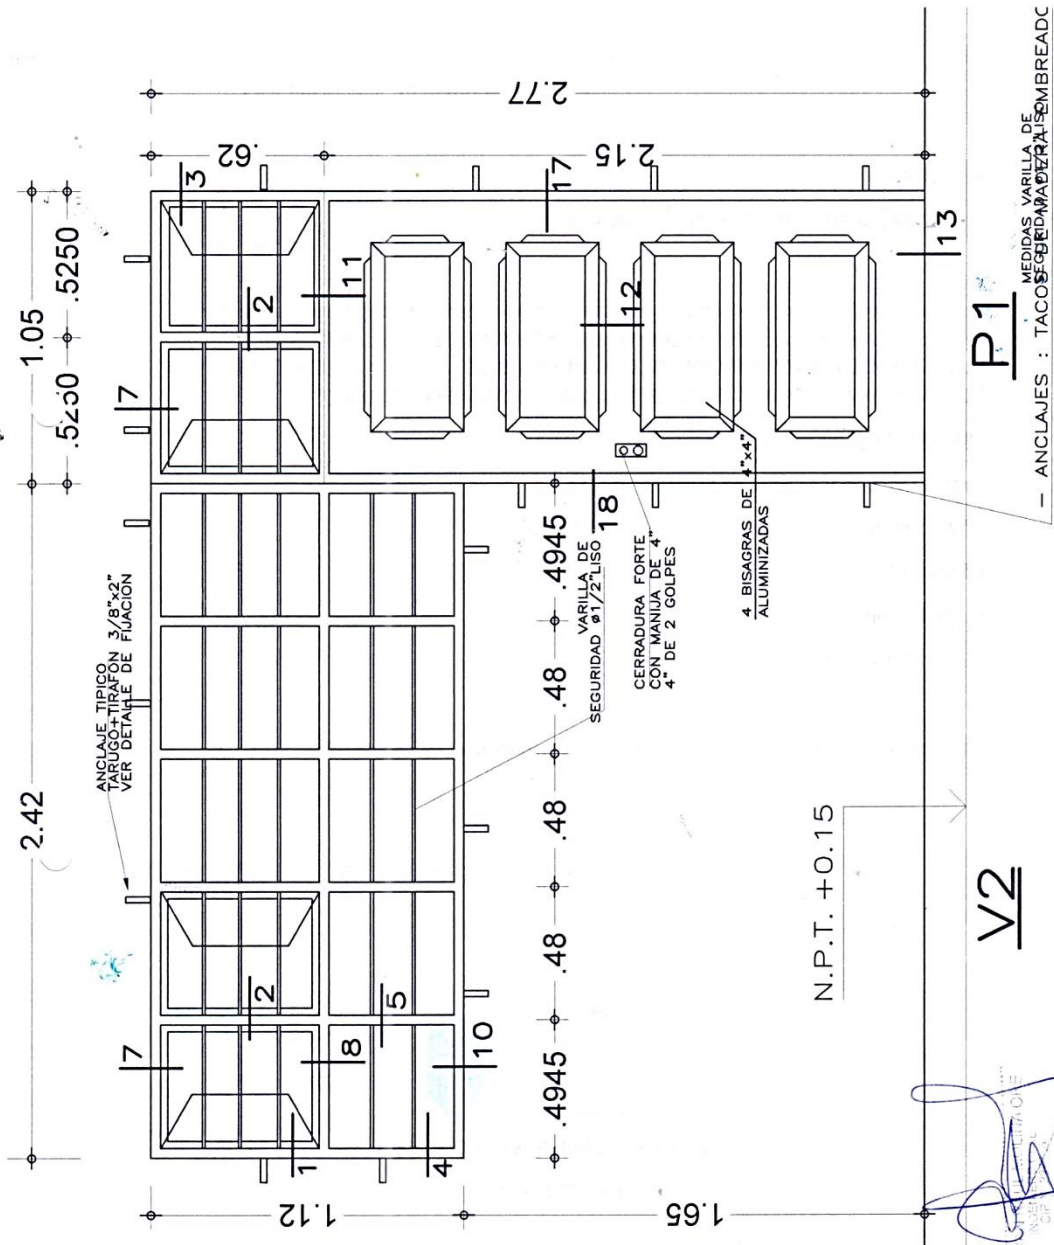 2.42
1.05
.5250
.5250
ANCLAJE TIPICO
TARUGO+TIRAFON 3/8"x2"
VER DETALLE DE FIJACION
7
7
3
1.12
.62
2.77
1
2
2
8
11
4
5
10
VARILLA DE
SEGURIDAD ø1/2"LISO
17
12
18
1.65
2.15
.4945
.48
.48
.48
.4945
CERRADURA FORTE
CON MANIJA DE 4"
4" DE 2 GOLPES
4 BISAGRAS DE 4"x4"
ALUMINIZADAS
13
N.P.T. +0.15
V2
P1
MEDIDAS VARILLA DE
- ANCLAJES : TACOS DE MADERA EMBREADO